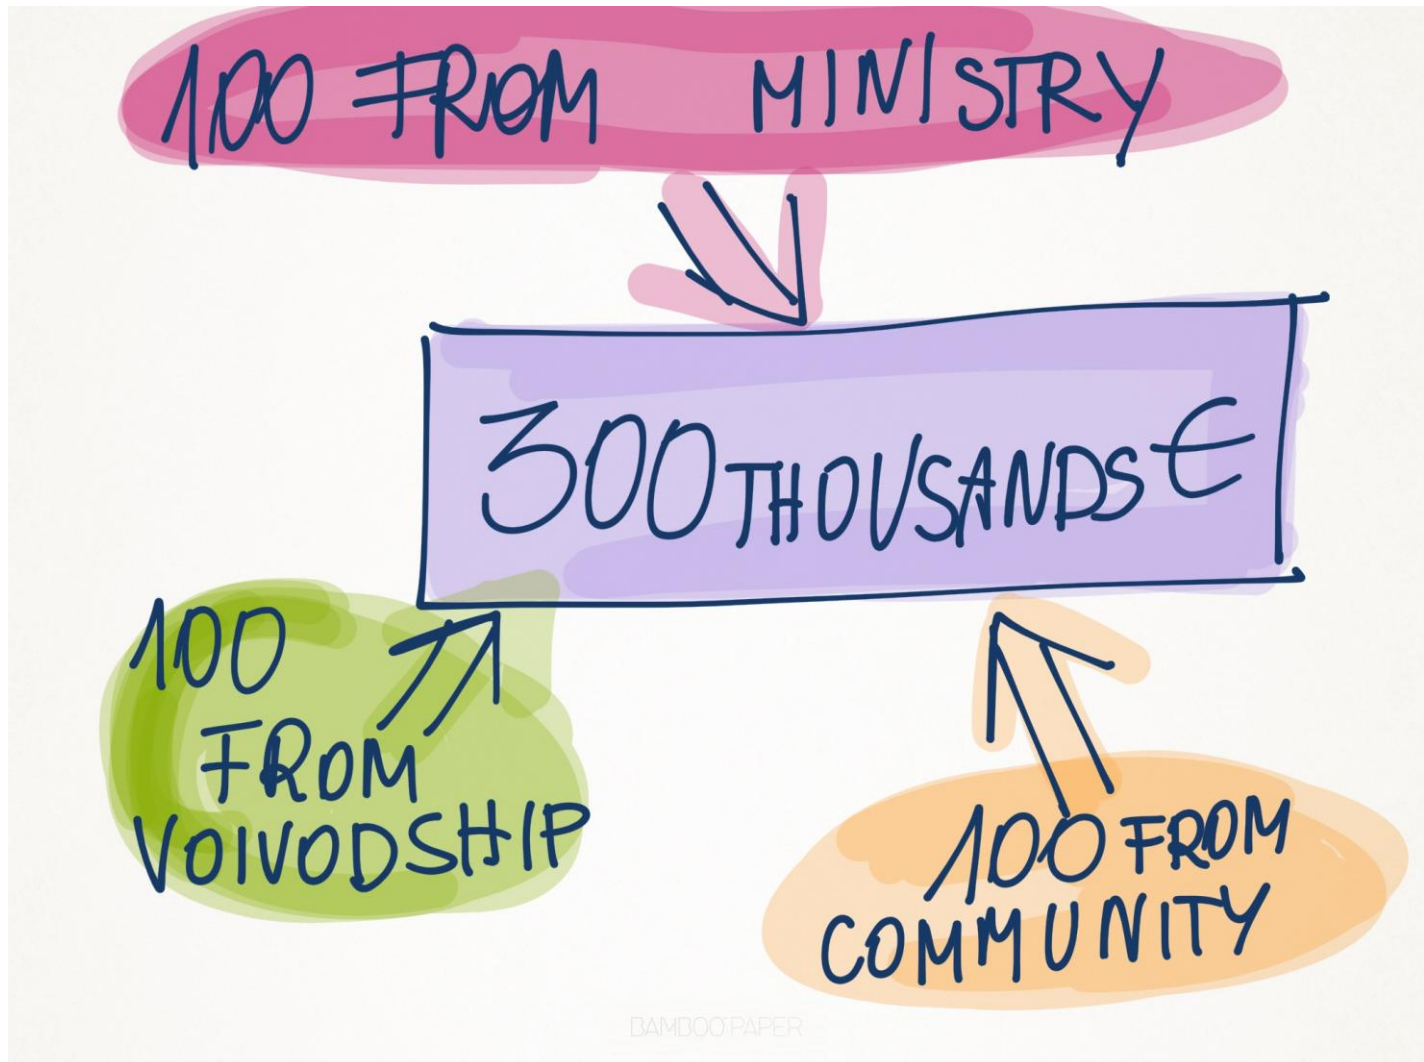 100 FROM MINISTRY
300 THOUSANDS €
100
FROM
VOIVODSHIP
100 FROM
COMMUNITY
BAMBOO PAPER